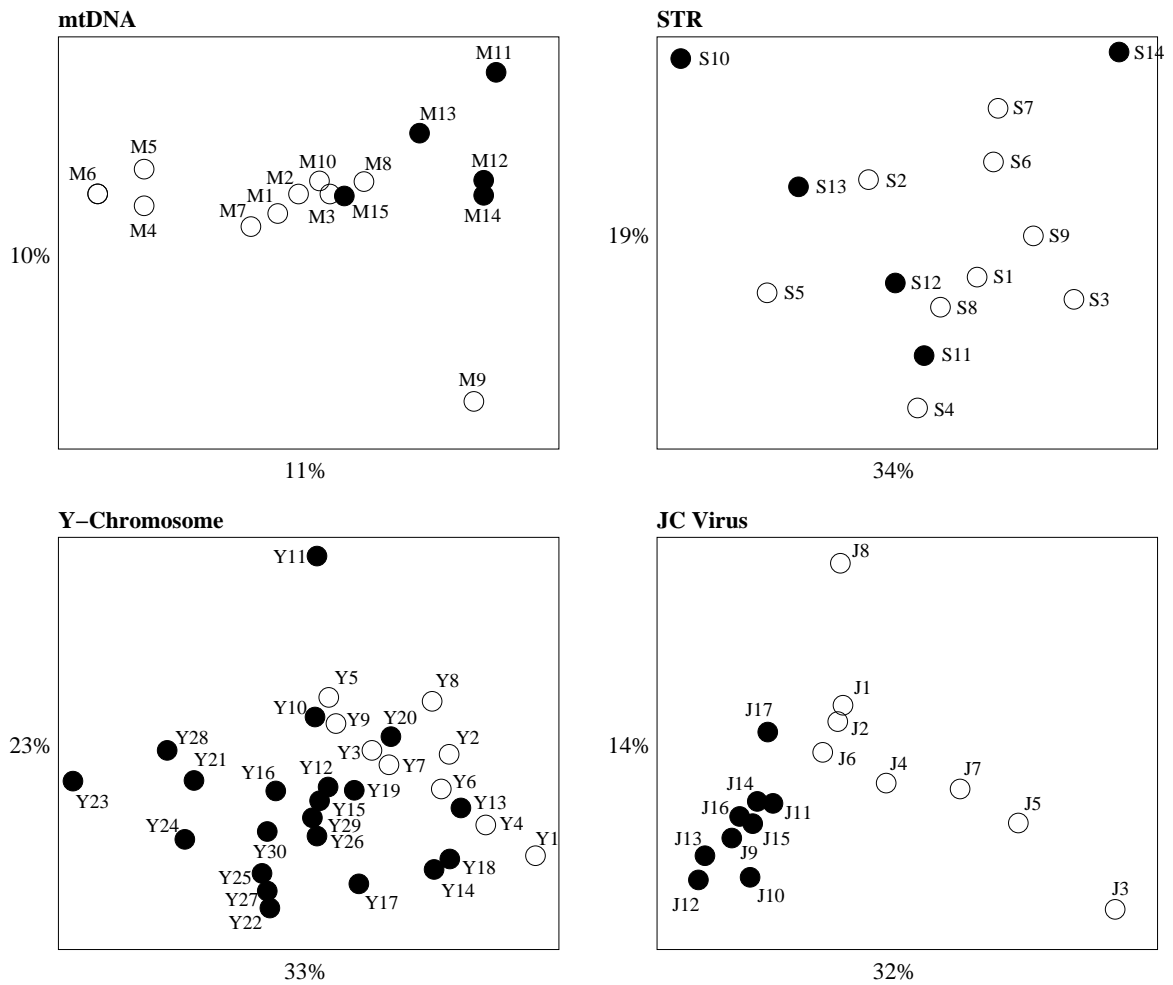 mtDNA
M11
M13
M5
M6
M10
M8
M12
M2
M1
M7
M3
M15
M14
M4
10%
M9
11%
STR
S10
S14
S7
S6
S2
S13
19%
S9
S1
S12
S5
S8
S3
S11
S4
34%
Y−Chromosome
Y11
Y5
Y8
Y10
Y9
Y20
Y28
Y3
Y2
23%
Y7
Y21
Y16
Y12
Y19
Y6
Y23
Y15
Y13
Y29
Y4
Y24
Y26
Y1
Y30
Y18
Y25
Y14
Y27
Y17
Y22
33%
JC Virus
J8
J1
J17
J2
14%
J6
J4
J7
J14
J16
J11
J5
J15
J13
J9
J10
J12
J3
32%